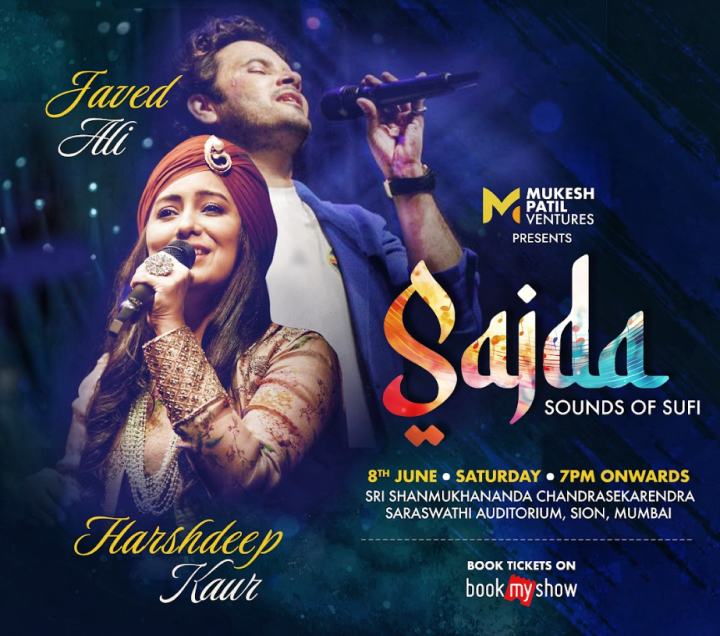 Javed
Ali
MUKESH
PATIL
VENTURES
PRESENTS
Sajda
SOUNDS OF SUFI
8TH JUNE • SATURDAY • 7PM ONWARDS
SRI SHANMUKHANANDA CHANDRASEKARENDRA
SARASWATHI AUDITORIUM, SION, MUMBAI
Harshdeep
Kaur
BOOK TICKETS ON
bookmyshow